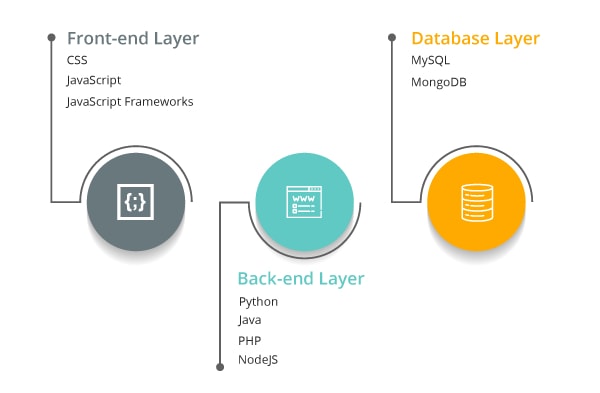 Front-end Layer
CSS
JavaScript
JavaScript Frameworks
{;}
WWW
Back-end Layer
Python
Java
PHP
NodeJS
Database Layer
MySQL
MongoDB